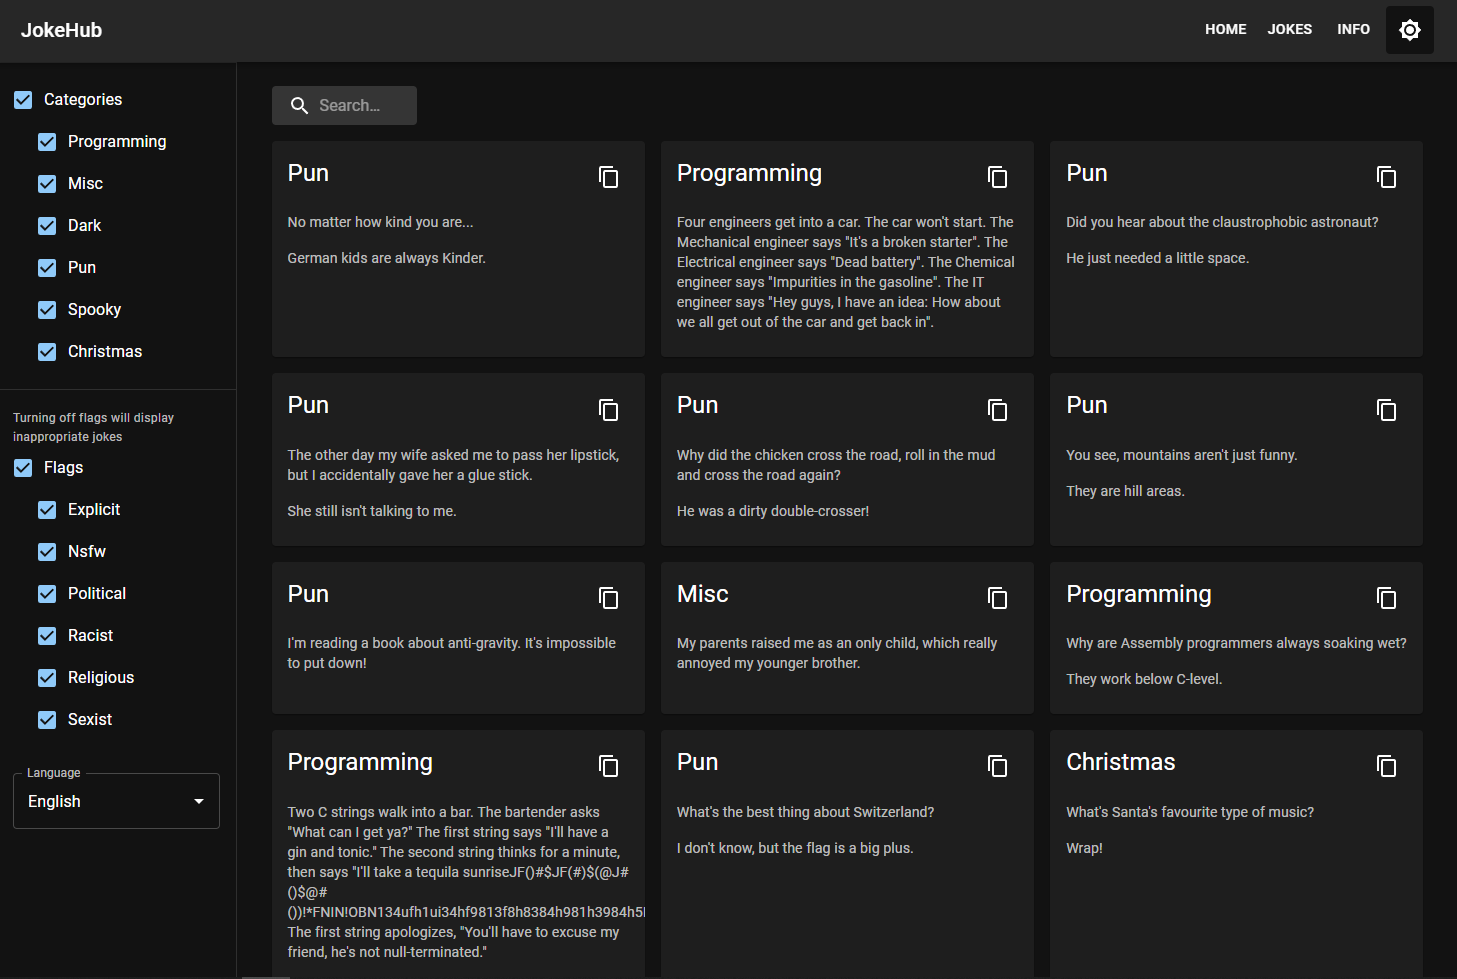 JokeHub
HOME JOKES INFO
Categories
Programming
Misc
Dark
Pun
Spooky
Christmas
Turning off flags will display
inappropriate jokes
Flags
Explicit
Nsfw
Political
Racist
Religious
Sexist
Language
English
Search...
Pun
No matter how kind you are...
German kids are always Kinder.
Programming
Four engineers get into a car. The car won't start. The
Mechanical engineer says "It's a broken starter". The
Electrical engineer says "Dead battery". The Chemical
engineer says "Impurities in the gasoline". The IT
engineer says "Hey guys, I have an idea: How about
we all get out of the car and get back in".
Pun
Did you hear about the claustrophobic astronaut?
He just needed a little space.
Pun
The other day my wife asked me to pass her lipstick,
but I accidentally gave her a glue stick.
She still isn't talking to me.
Pun
Why did the chicken cross the road, roll in the mud
and cross the road again?
He was a dirty double-crosser!
Pun
You see, mountains aren't just funny.
They are hill areas.
Pun
I'm reading a book about anti-gravity. It's impossible
to put down!
Misc
My parents raised me as an only child, which really
annoyed my younger brother.
Programming
Why are Assembly programmers always soaking wet?
They work below C-level.
Programming
Two C strings walk into a bar. The bartender asks
"What can I get ya?" The first string says "I'll have a
gin and tonic." The second string thinks for a minute,
then says "I'll take a tequila sunriseJF()#$JF(#)$(@J#
()$@#
())!*FNIN!OBN134ufh1ui34hf9813f8h8384h981h3984h5
The first string apologizes, "You'll have to excuse my
friend, he's not null-terminated."
Pun
What's the best thing about Switzerland?
I don't know, but the flag is a big plus.
Christmas
What's Santa's favourite type of music?
Wrap!